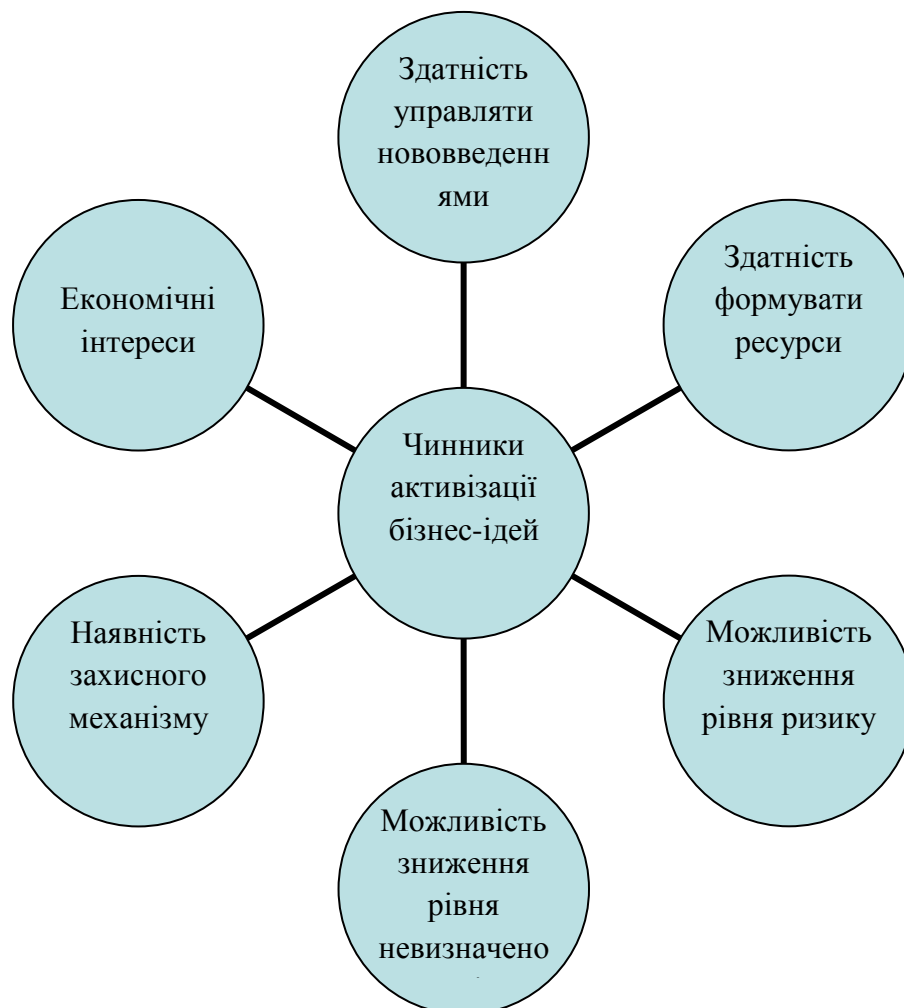 Здатність
управляти
нововведенн
ями
Здатність
формувати
ресурси
Економічні
інтереси
Чинники
активізації
бізнес-ідей
Наявність
захисного
механізму
Можливість
зниження
рівня ризику
Можливість
зниження
рівня
невизначено